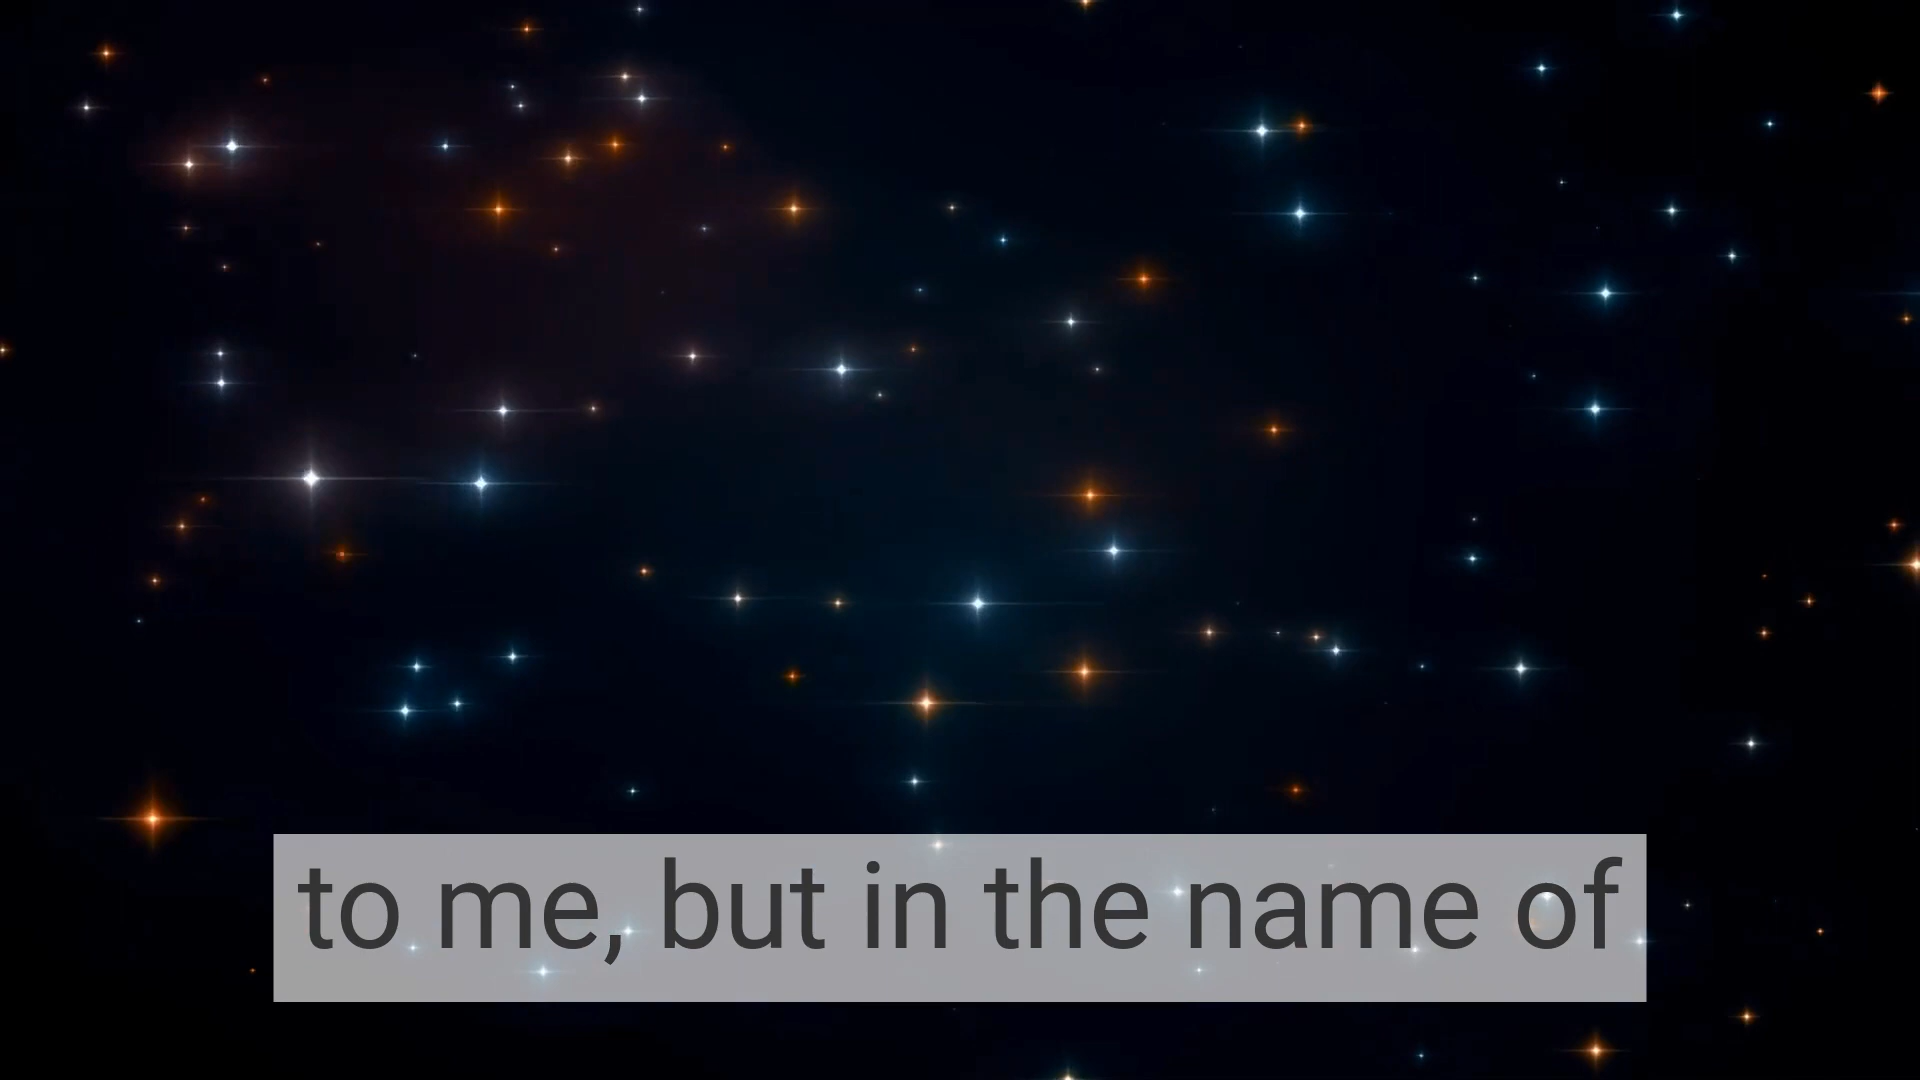 to me, but in the name of